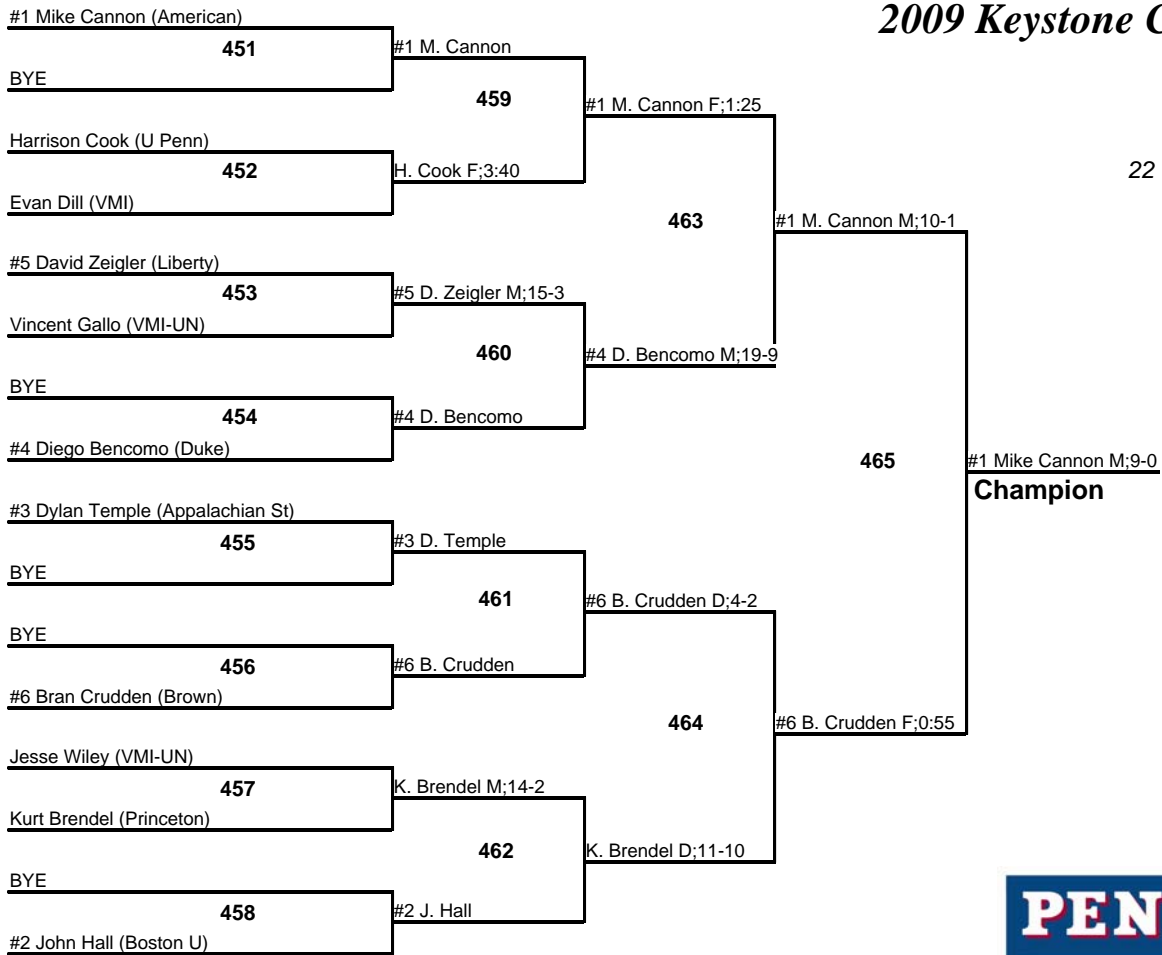 2009 Keystone C
22
#1 Mike Cannon (American)
451
BYE
Harrison Cook (U Penn)
452
Evan Dill (VMI)
#5 David Zeigler (Liberty)
453
Vincent Gallo (VMI-UN)
BYE
454
#4 Diego Bencomo (Duke)
#3 Dylan Temple (Appalachian St)
455
BYE
BYE
456
#6 Bran Crudden (Brown)
Jesse Wiley (VMI-UN)
457
Kurt Brendel (Princeton)
BYE
458
#2 John Hall (Boston U)
#1 M. Cannon
459
H. Cook F;3:40
#5 D. Zeigler M;15-3
460
#4 D. Bencomo
#3 D. Temple
461
#6 B. Crudden
K. Brendel M;14-2
462
#2 J. Hall
#1 M. Cannon F;1:25
463
#4 D. Bencomo M;19-9
#6 B. Crudden D;4-2
464
K. Brendel D;11-10
#1 M. Cannon M;10-1
465
#6 B. Crudden F;0:55
#1 Mike Cannon M;9-0
Champion
PEN